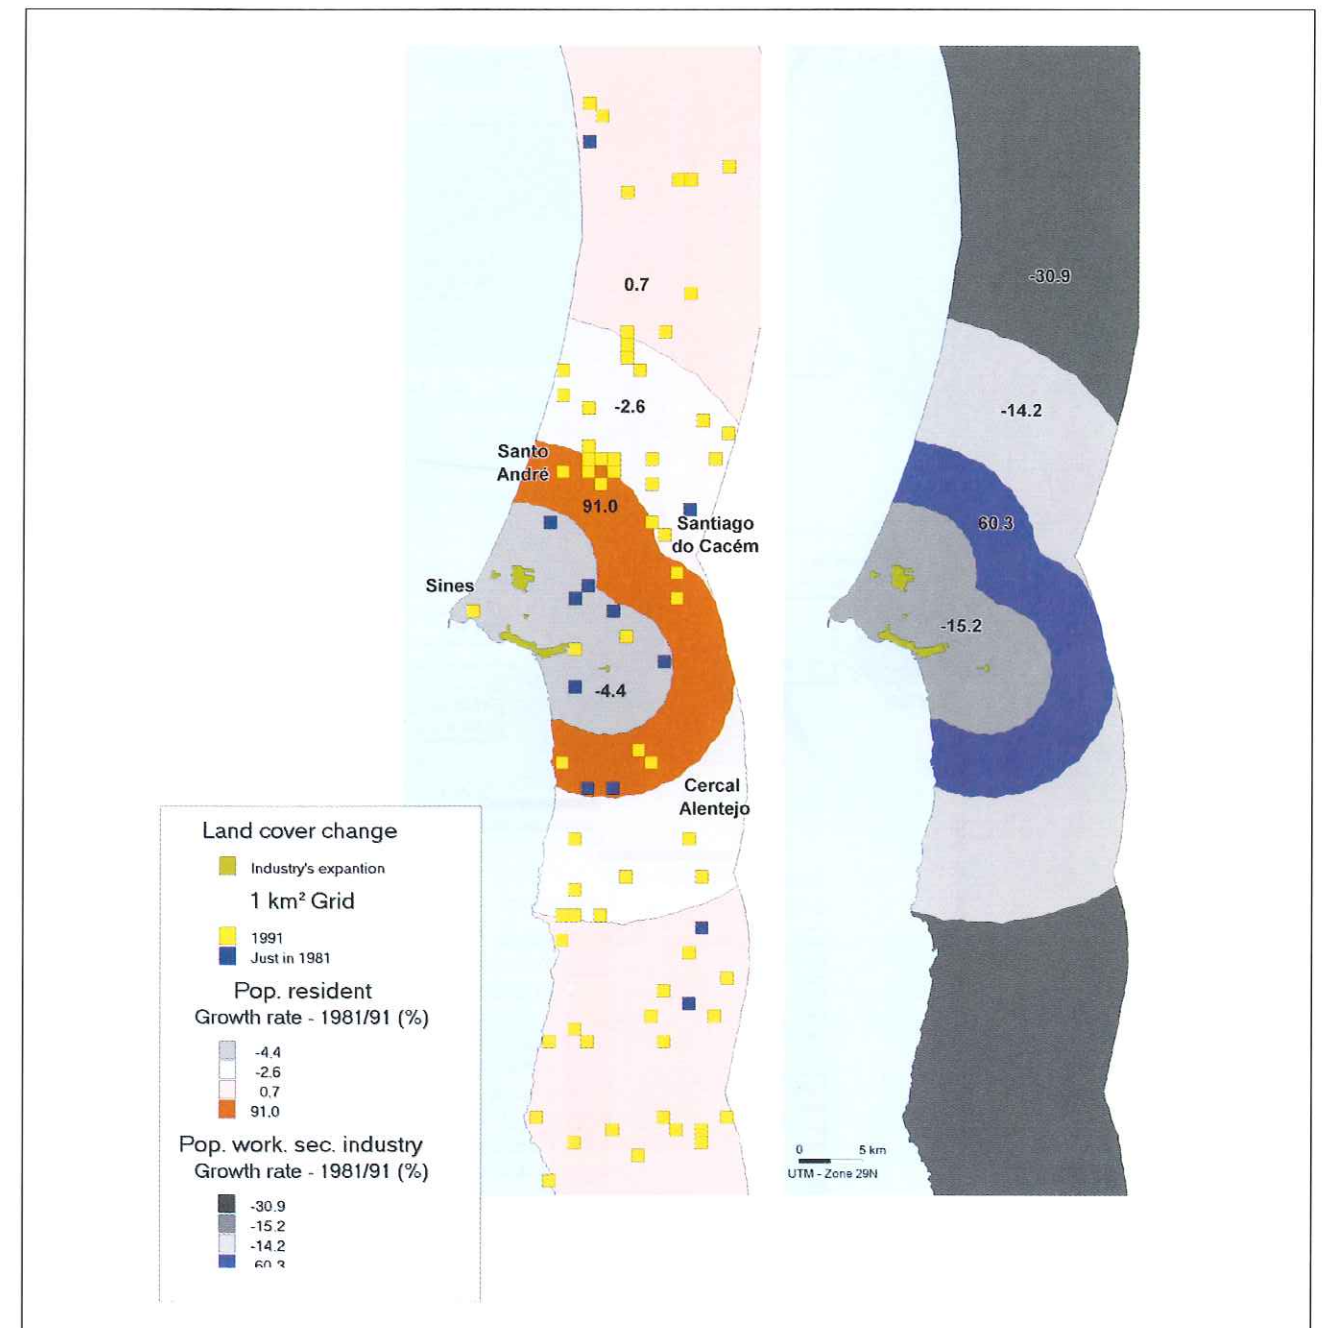 0.7
-2.6
Santo
André
91.0
Santiago
do Cacém
Sines
-4.4
Cercal
Alentejo
-30.9
-14.2
60.3
-15.2
0 5 km
UTM - Zone 29N
Land cover change
Industry's expantion
1 km² Grid
1991
Just in 1981
Pop. resident
Growth rate - 1981/91 (%)
-4.4
-2.6
0.7
91.0
Pop. work. sec. industry
Growth rate - 1981/91 (%)
-30.9
-15.2
-14.2
60.3